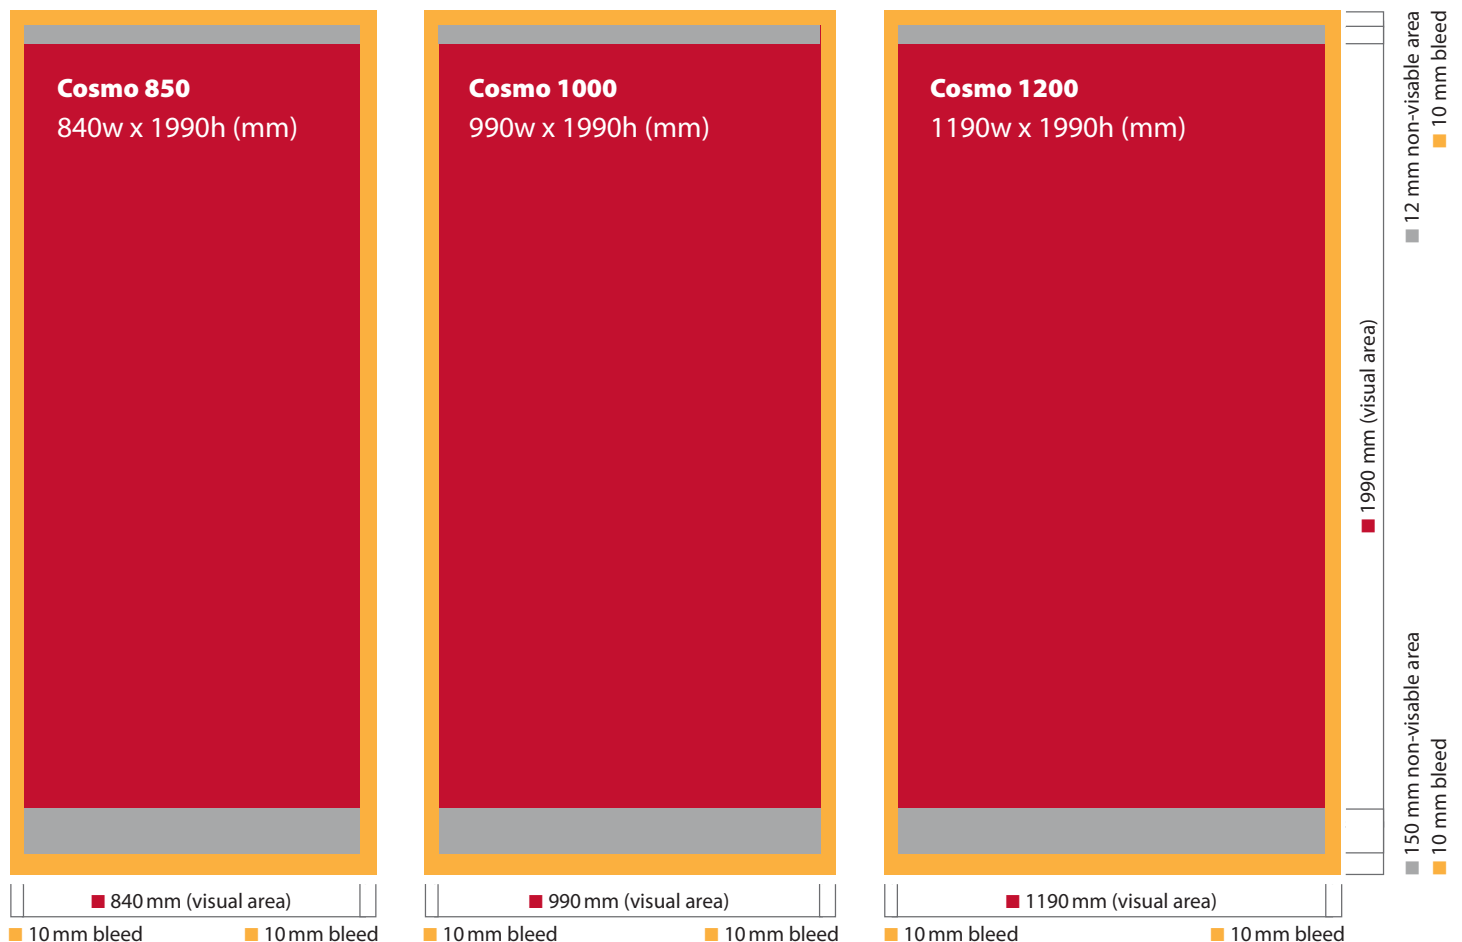 Cosmo 850
840w x 1990h (mm)
Cosmo 1000
990w x 1990h (mm)
Cosmo 1200
1190w x 1990h (mm)
12 mm non-visable area
10 mm bleed
1990 mm (visual area)
150 mm non-visable area
10 mm bleed
840 mm (visual area)
990 mm (visual area)
1190 mm (visual area)
10 mm bleed
10 mm bleed
10 mm bleed
10 mm bleed
10 mm bleed
10 mm bleed